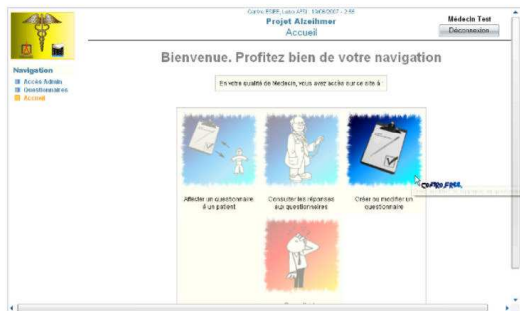 Projet Alzeihmer
Accueil
Médecin Test
Déconnexion
Bienvenue. Profitez bien de votre navigation
En votre qualité de Médecin, vous avez accès sur ce site à
Navigation
Accès Admin
Questionnaires
Accueil
Affecter un questionnaire
à un patient
Consulter les réponses
aux questionnaires
Créer ou modifier un
questionnaire